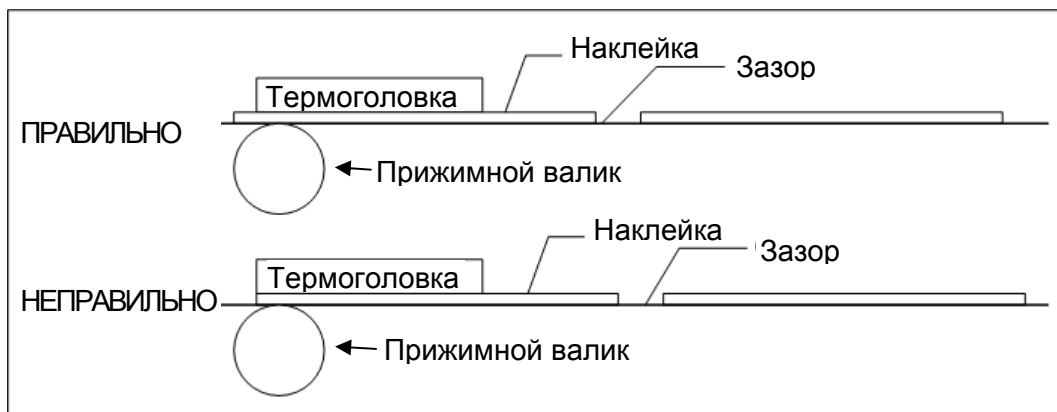 Наклейка
Зазор
Термоголовка
ПРАВИЛЬНО
Прижимной валик
Наклейка
Зазор
Термоголовка
НЕПРАВИЛЬНО
Прижимной валик